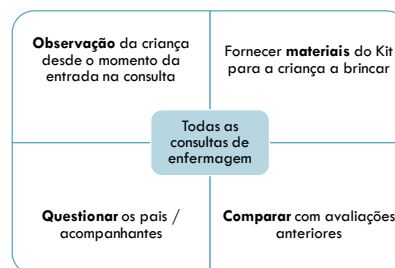 Observação da criança
desde o momento da
entrada na consulta
Fornecer materiais do Kit
para a criança a brincar
Todas as
consultas de
enfermagem
Questionar os pais /
acompanhantes
Comparar com avaliações
anteriores